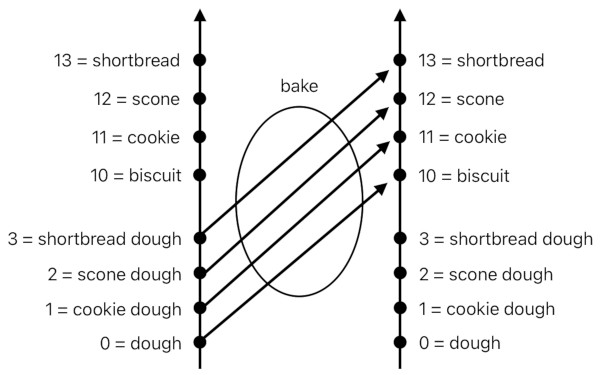 bake
13 = shortbread
12 = scone
11 = cookie
10 = biscuit
3 = shortbread dough
2 = scone dough
1 = cookie dough
0 = dough
13 = shortbread
12 = scone
11 = cookie
10 = biscuit
3 = shortbread dough
2 = scone dough
1 = cookie dough
0 = dough